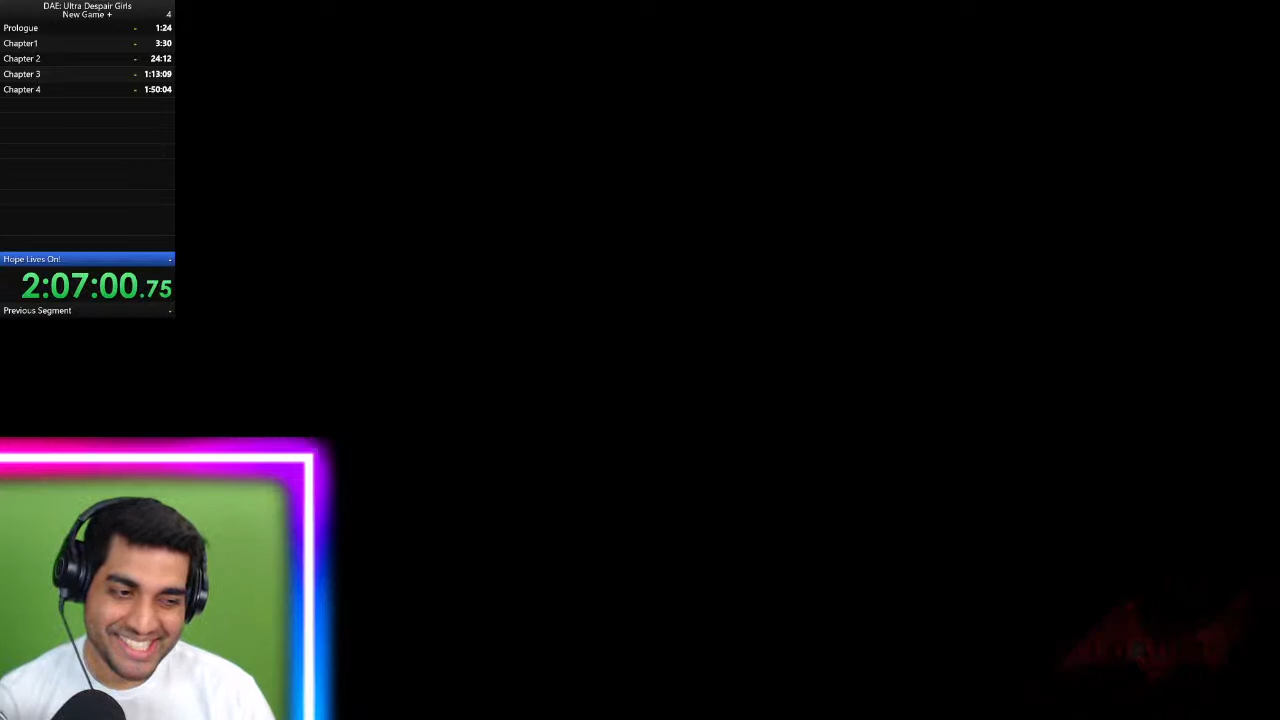 DAE: Ultra Despair Girls
New Game + 4
Prologue - 1:24
Chapter1 - 3:30
Chapter 2 - 24:12
Chapter 3 - 1:13:09
Chapter 4 - 1:50:04
Hope Lives On! -
2:07:00.75
Previous Segment -